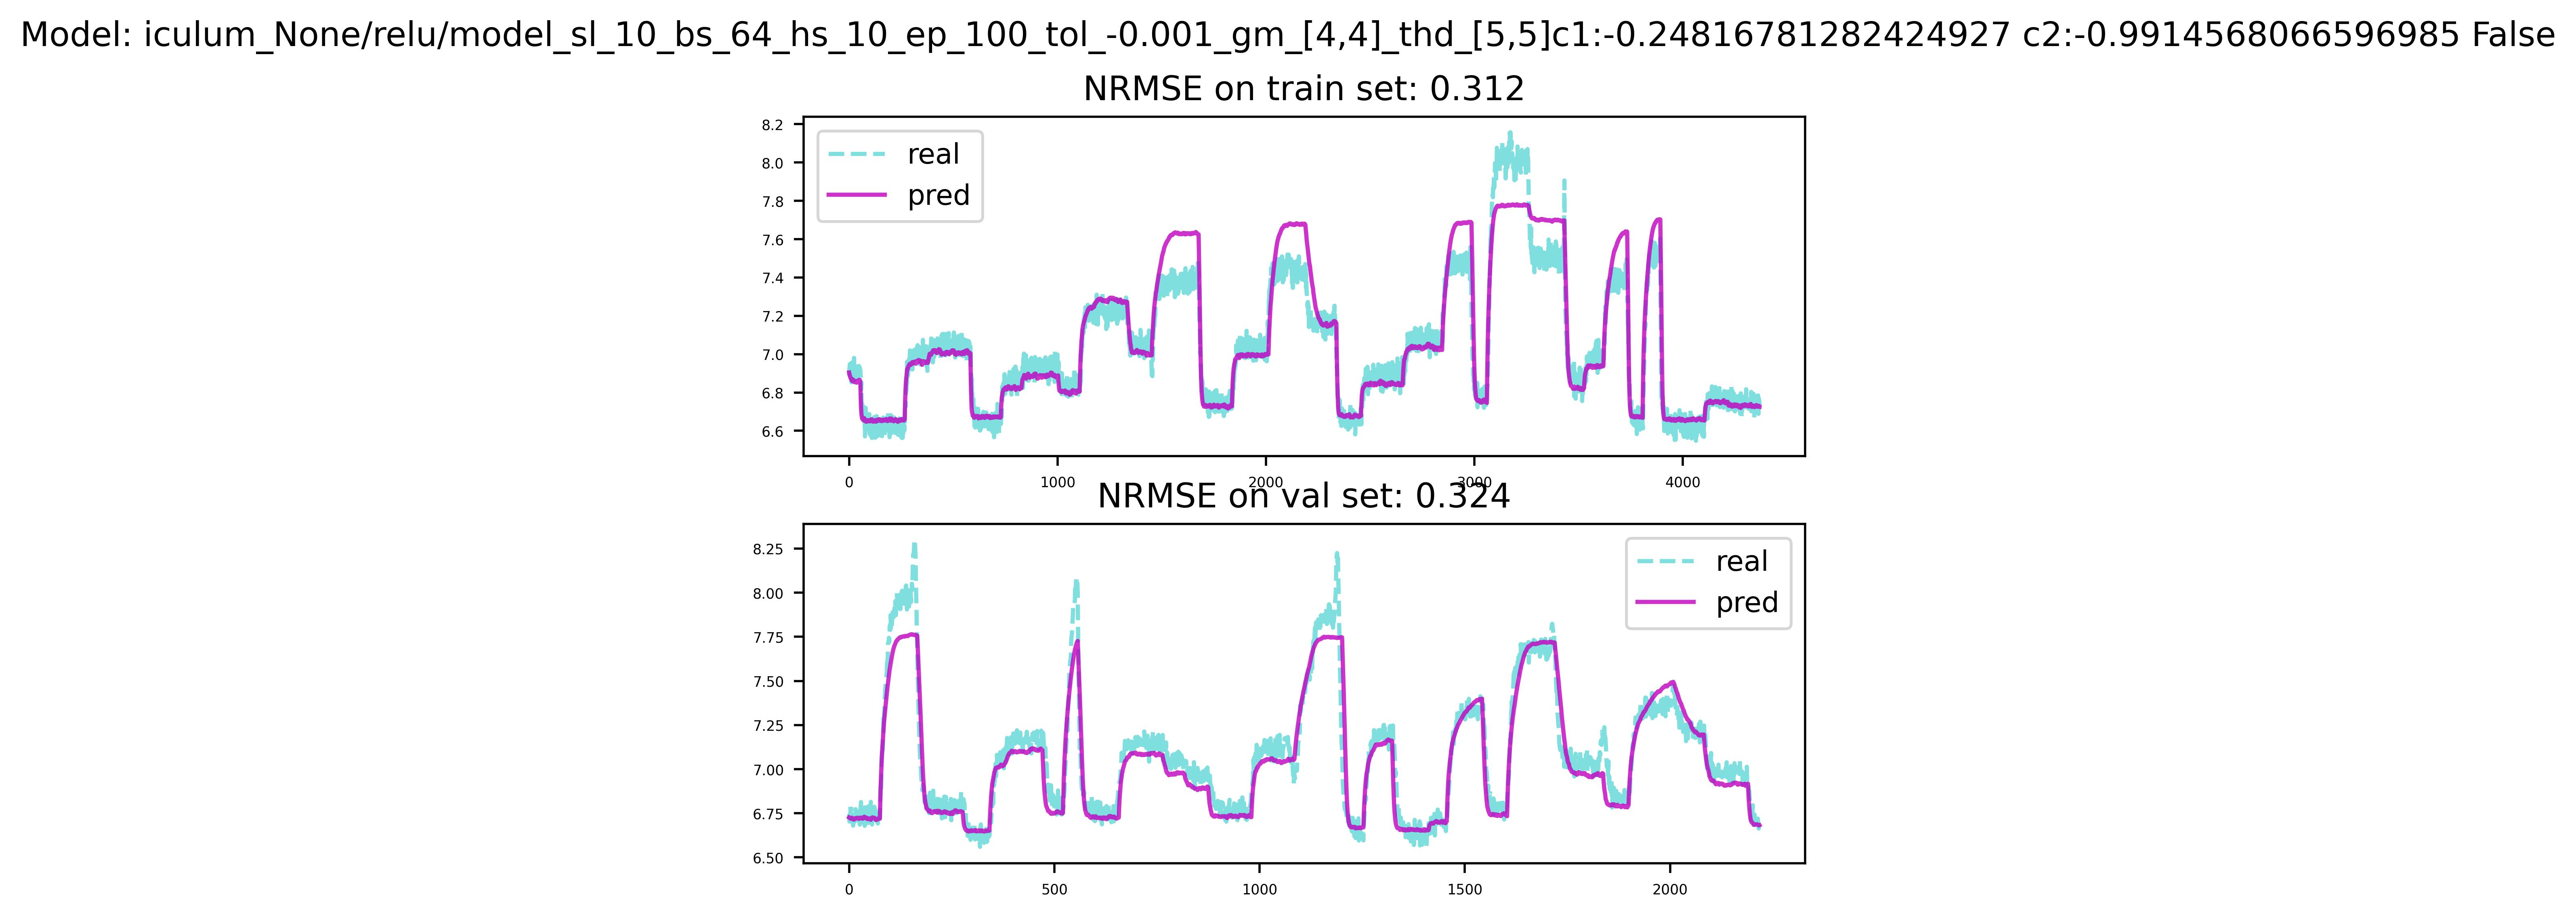 Model: iculum_None/relu/model_sl_10_bs_64_hs_10_ep_100_tol_-0.001_gm_[4,4]_thd_[5,5]c1:-0.24816781282424927 c2:-0.9914568066596985 False
NRMSE on train set: 0.312
8.2
8.0
7.8
7.6
7.4
7.2
7.0
6.8
6.6
real
pred
0 1000 2000 3000 4000
NRMSE on val set: 0.324
8.25
8.00
7.75
7.50
7.25
7.00
6.75
6.50
real
pred
0 500 1000 1500 2000